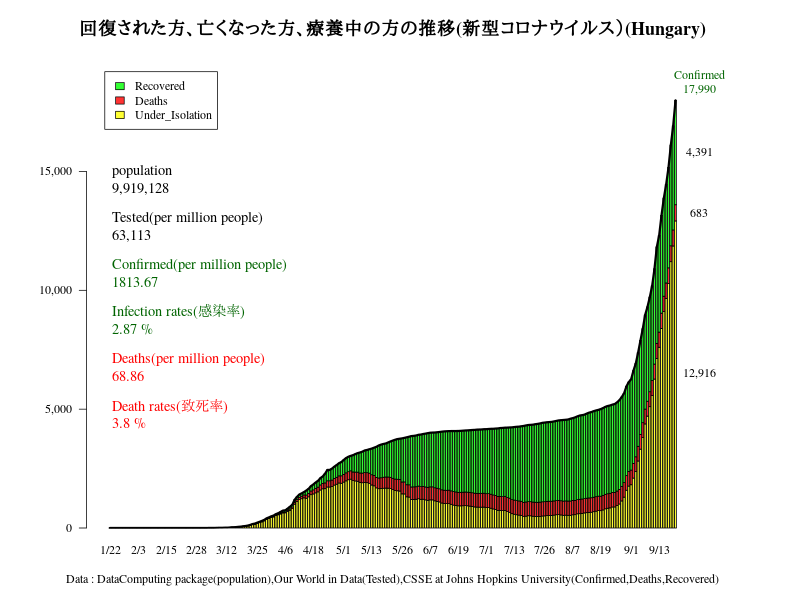 回復された方、亡くなった方、療養中の方の推移(新型コロナウイルス）(Hungary)
Recovered
Deaths
Under_Isolation
Confirmed
17,990
4,391
683
12,916
population
9,919,128
Tested(per million people)
63,113
Confirmed(per million people)
1813.67
Infection rates(感染率)
2.87 %
Deaths(per million people)
68.86
Death rates(致死率)
3.8 %
15,000
10,000
5,000
0
1/22 2/3 2/15 2/28 3/12 3/25 4/6 4/18 5/1 5/13 5/26 6/7 6/19 7/1 7/13 7/26 8/7 8/19 9/1 9/13
Data : DataComputing package(population),Our World in Data(Tested),CSSE at Johns Hopkins University(Confirmed,Deaths,Recovered)